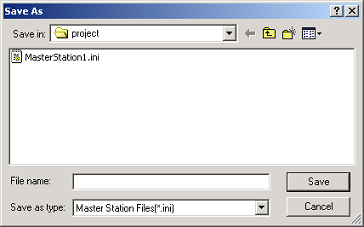 Save As
Save in: project
MasterStation1.ini
File name: Save
Save as type: Master Station Files(*.ini) Cancel